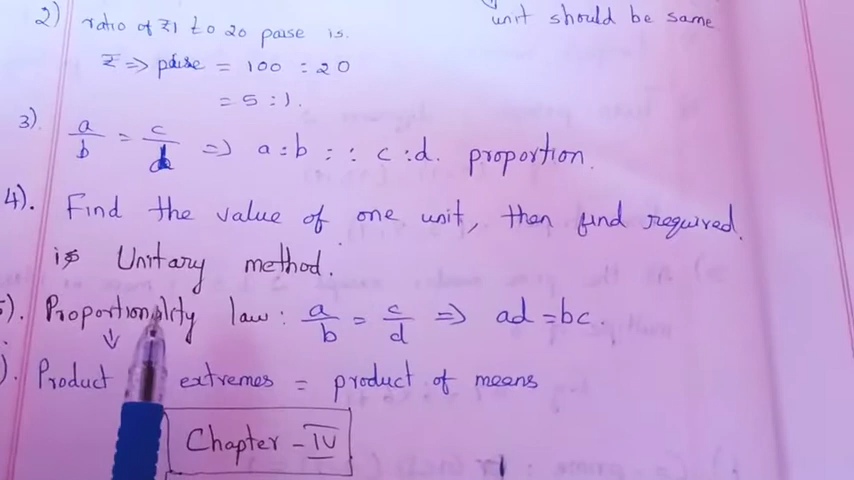 unit should be same
2) ratio of ₹1 to 20 paise is.
₹ => paise = 100 : 20
= 5 : 1.
3) a/b = c/d => a:b :: c:d. proportion.
4). Find the value of one unit, then find required.
is Unitary method.
5). Proportionality law: a/b = c/d => ad = bc.
↓
). Product extremes = product of means
Chapter - IV